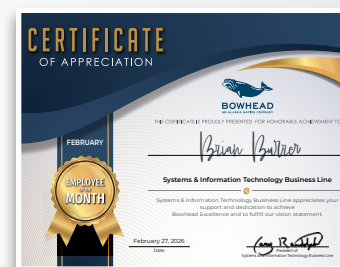 CERTIFICATE
OF APPRECIATION
BOWHEAD
AN ALASKA NATIVE COMPANY
THIS CERTIFICATE IS PROUDLY PRESENTED FOR HONORABLE ACHIEVEMENT TO
FEBRUARY
Brian Burrer
EMPLOYEE
OF THE
MONTH
Systems & Information Technology Business Line
Systems & Information Technology Business Line appreciates your
support and dedication to achieve
Bowhead Excellence and to fulfill our vision statement.
February 27, 2026
Date
President of
Systems & Information Technology Business Line